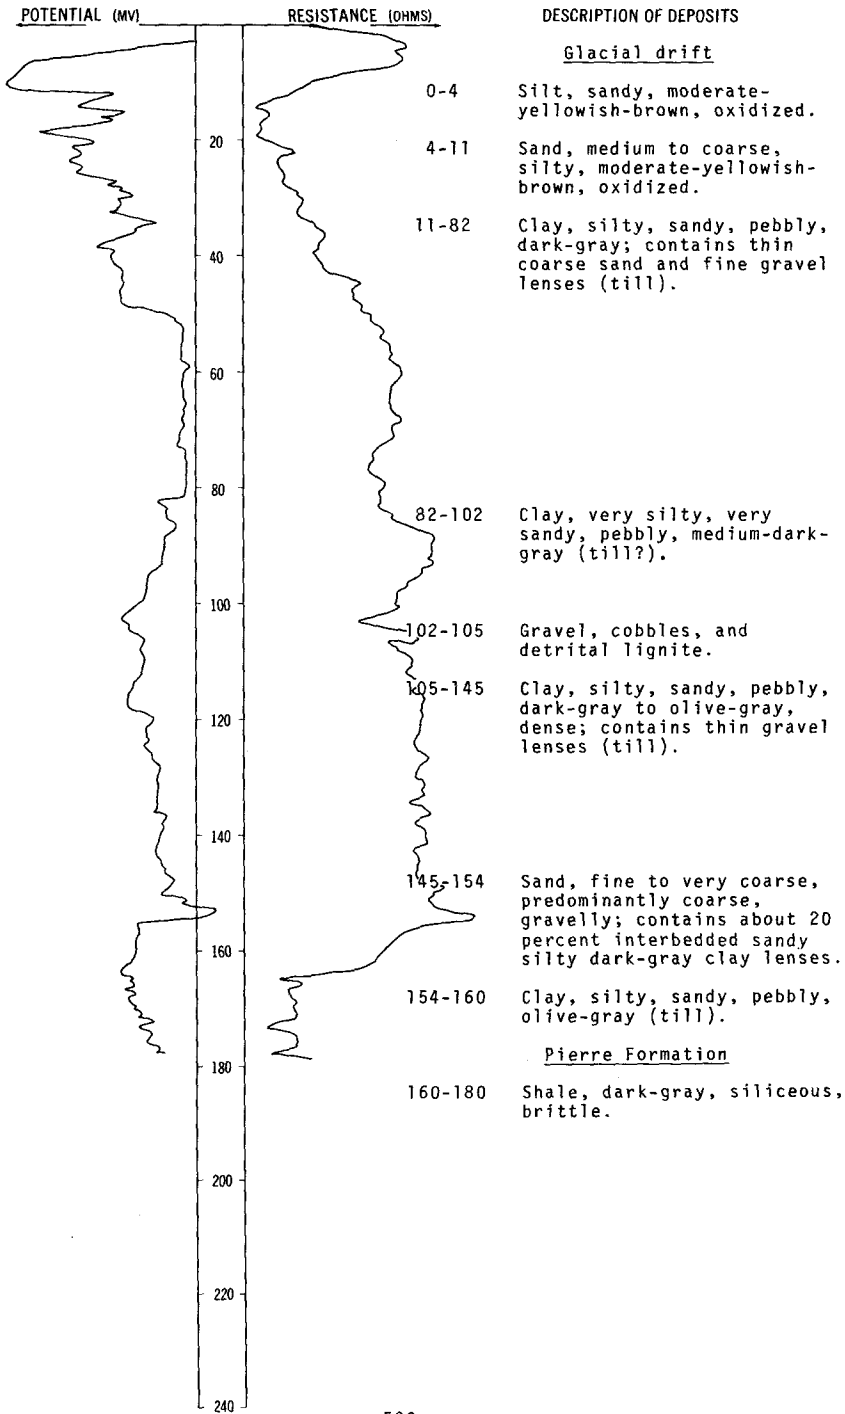 POTENTIAL (MV) RESISTANCE (OHMS) DESCRIPTION OF DEPOSITS
Glacial drift
0-4 Silt, sandy, moderate-
yellowish-brown, oxidized.
20
4-11 Sand, medium to coarse,
silty, moderate-yellowish-
brown, oxidized.
11-82 Clay, silty, sandy, pebbly,
dark-gray; contains thin
40
coarse sand and fine gravel
lenses (till).
60
80
82-102 Clay, very silty, very
sandy, pebbly, medium-dark-
gray (till?).
100
102-105 Gravel, cobbles, and
detrital lignite.
105-145 Clay, silty, sandy, pebbly,
dark-gray to olive-gray,
120
dense; contains thin gravel
lenses (till).
140
145-154 Sand, fine to very coarse,
predominantly coarse,
gravelly; contains about 20
percent interbedded sandy
160
silty dark-gray clay lenses.
154-160 Clay, silty, sandy, pebbly,
olive-gray (till).
Pierre Formation
180
160-180 Shale, dark-gray, siliceous,
brittle.
200
220
240